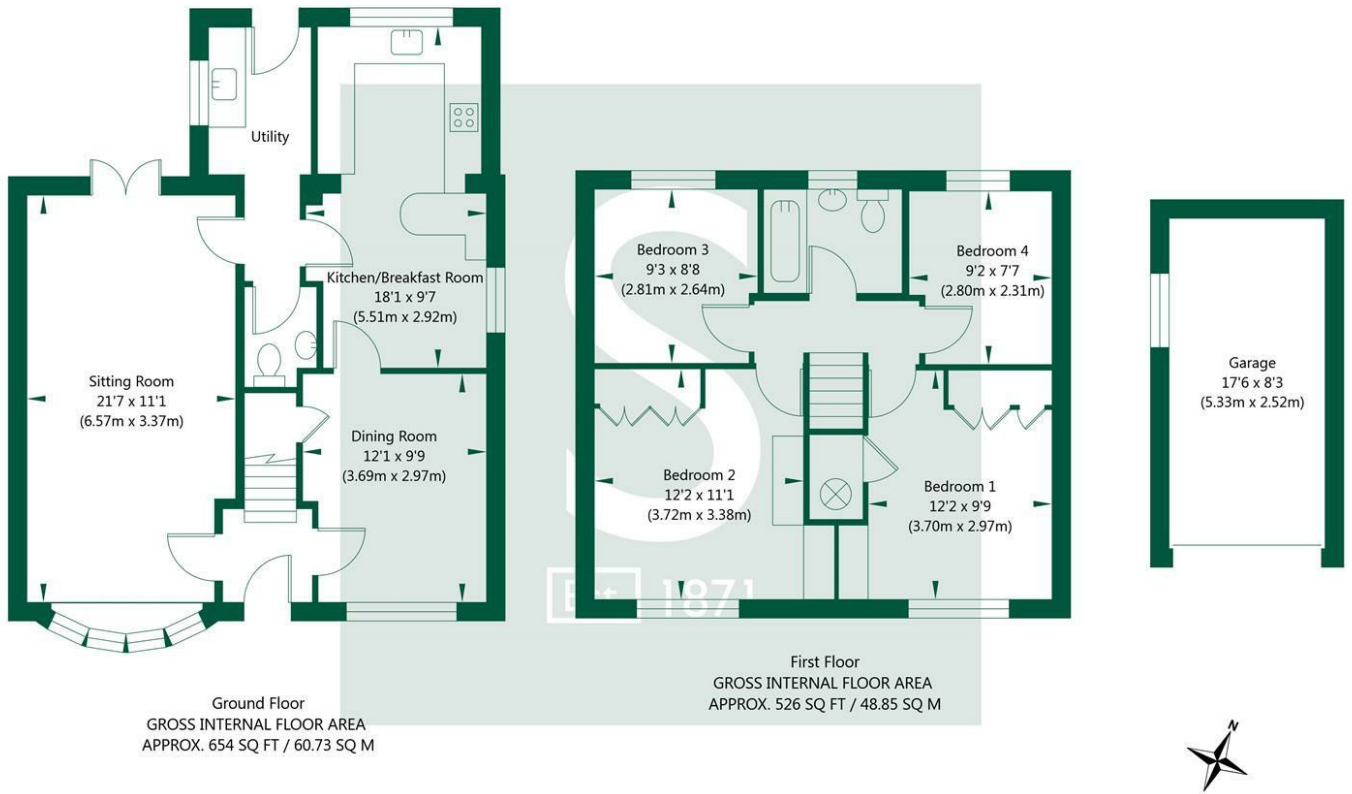 Utility
Kitchen/Breakfast Room
18'1 x 9'7
(5.51m x 2.92m)
Sitting Room
21'7 x 11'1
(6.57m x 3.37m)
Dining Room
12'1 x 9'9
(3.69m x 2.97m)
Ground Floor
GROSS INTERNAL FLOOR AREA
APPROX. 654 SQ FT / 60.73 SQ M
Bedroom 3
9'3 x 8'8
(2.81m x 2.64m)
Bedroom 4
9'2 x 7'7
(2.80m x 2.31m)
Bedroom 2
12'2 x 11'1
(3.72m x 3.38m)
Bedroom 1
12'2 x 9'9
(3.70m x 2.97m)
S
Est 1871
First Floor
GROSS INTERNAL FLOOR AREA
APPROX. 526 SQ FT / 48.85 SQ M
Garage
17'6 x 8'3
(5.33m x 2.52m)
N